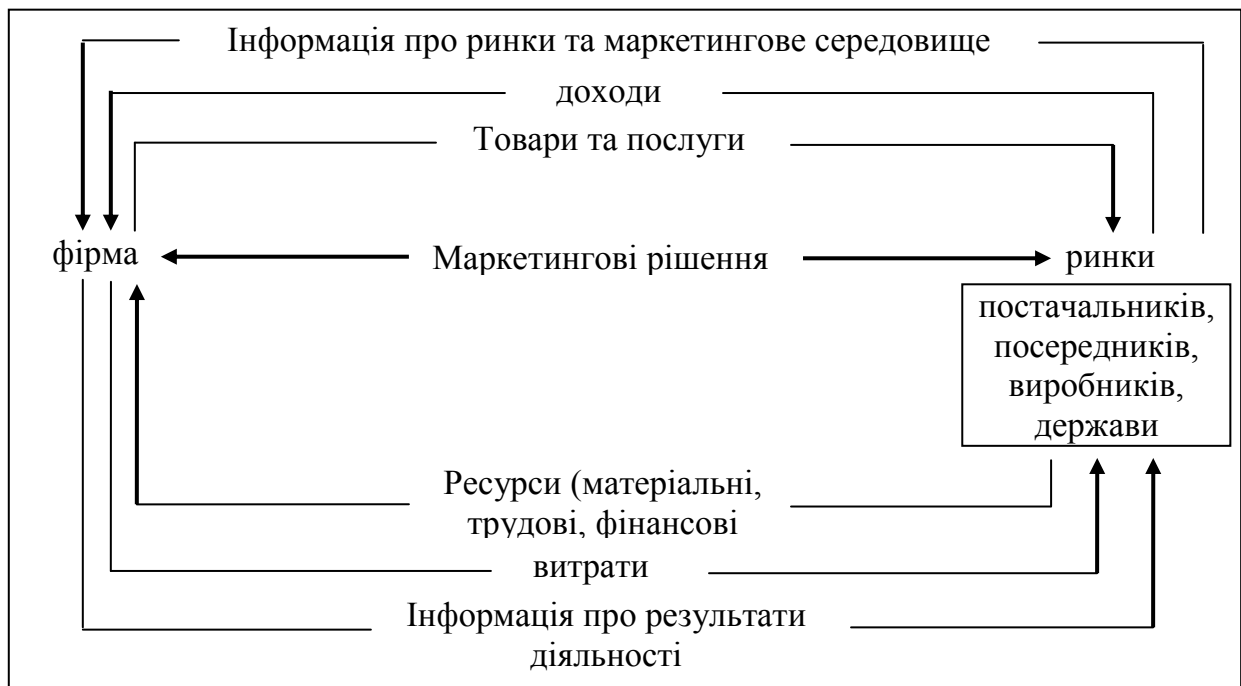 Інформація про ринки та маркетингове середовище
доходи
Товари та послуги
фірма
Маркетингові рішення
ринки
постачальників,
посередників,
виробників,
держави
Ресурси (матеріальні,
трудові, фінансові
витрати
Інформація про результати
діяльності